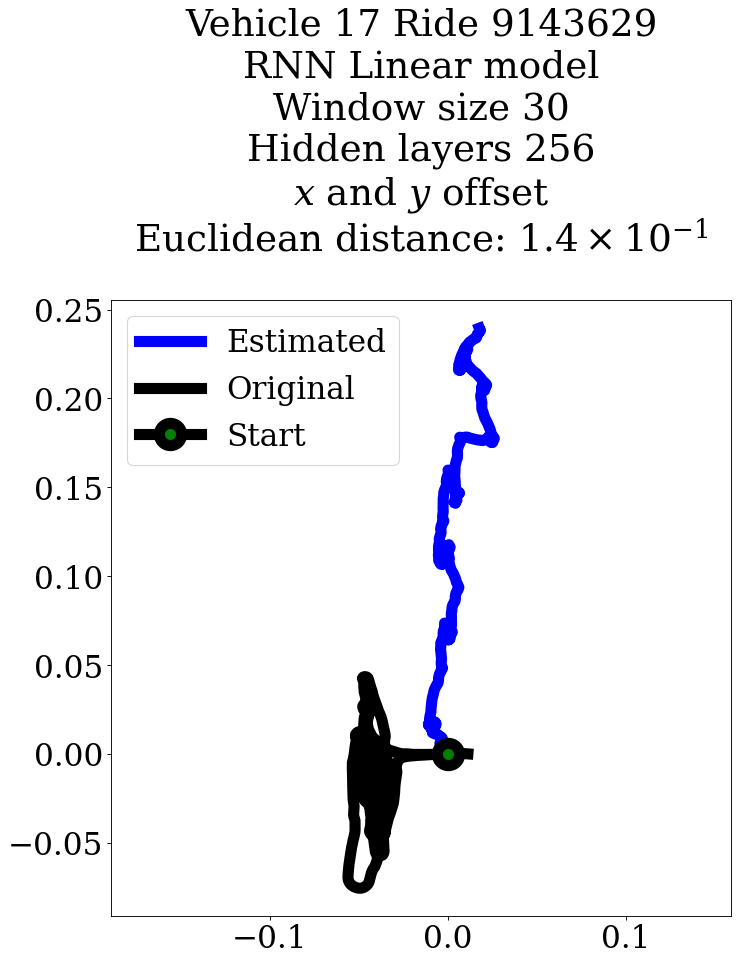 Vehicle 17 Ride 9143629
RNN Linear model
Window size 30
Hidden layers 256
x and y offset
Euclidean distance: 1.4 × 10⁻¹
0.25
Estimated
0.20
Original
Start
0.15
0.10
0.05
0.00
−0.05
−0.1 0.0 0.1